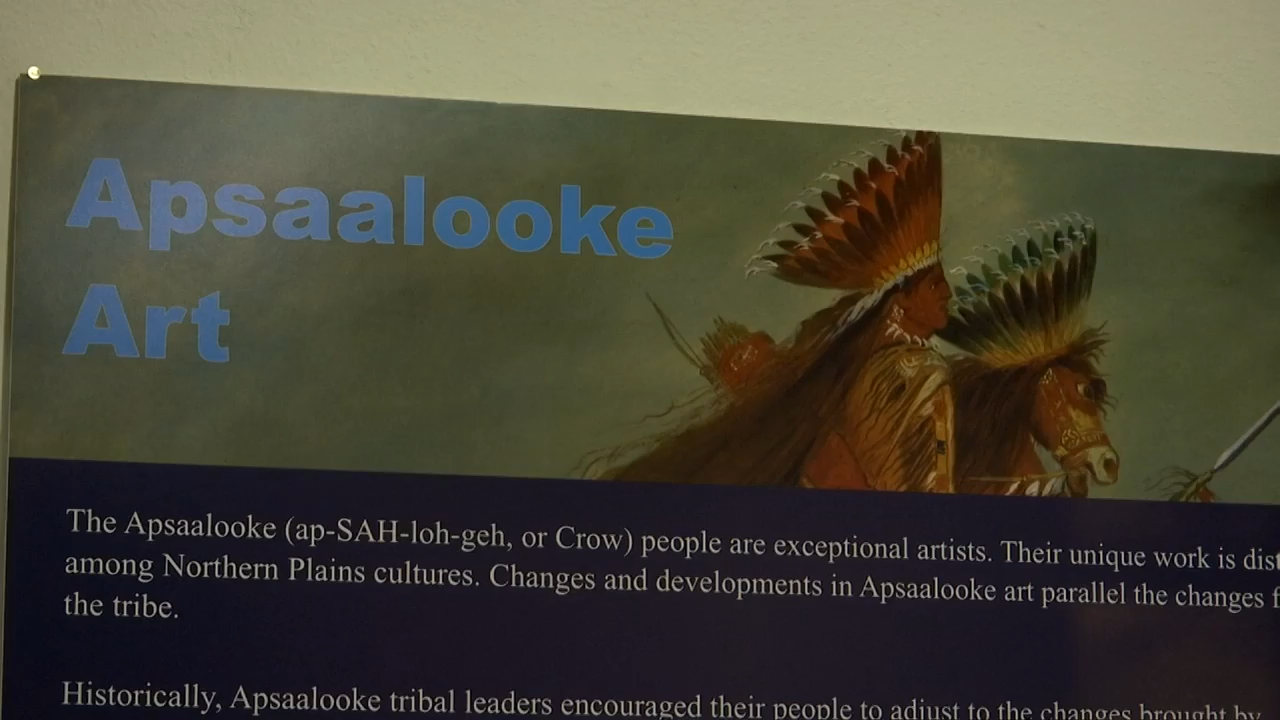 Apsaalooke
Art
The Apsaalooke (ap-SAH-loh-geh, or Crow) people are exceptional artists. Their unique work is
among Northern Plains cultures. Changes and developments in Apsaalooke art parallel the changes
the tribe.
Historically, Apsaalooke tribal leaders encouraged their people to adjust to the changes brought by